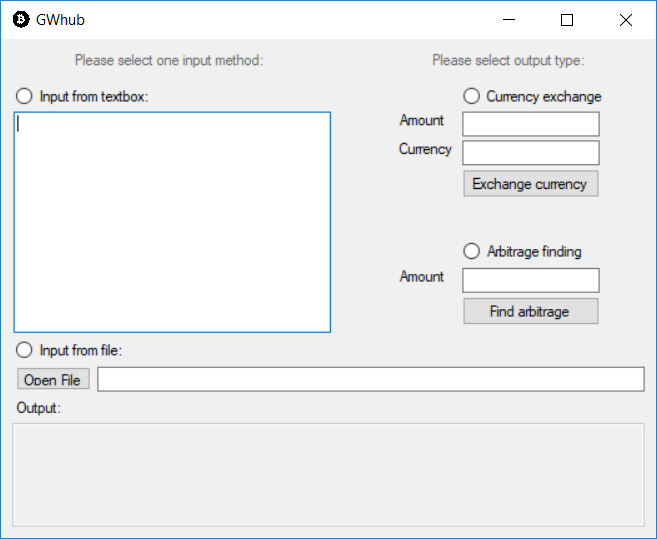 GWhub
Please select one input method:
Please select output type:
Input from textbox:
Currency exchange
Amount
Currency
Exchange currency
Arbitrage finding
Amount
Find arbitrage
Input from file:
Open File
Output: